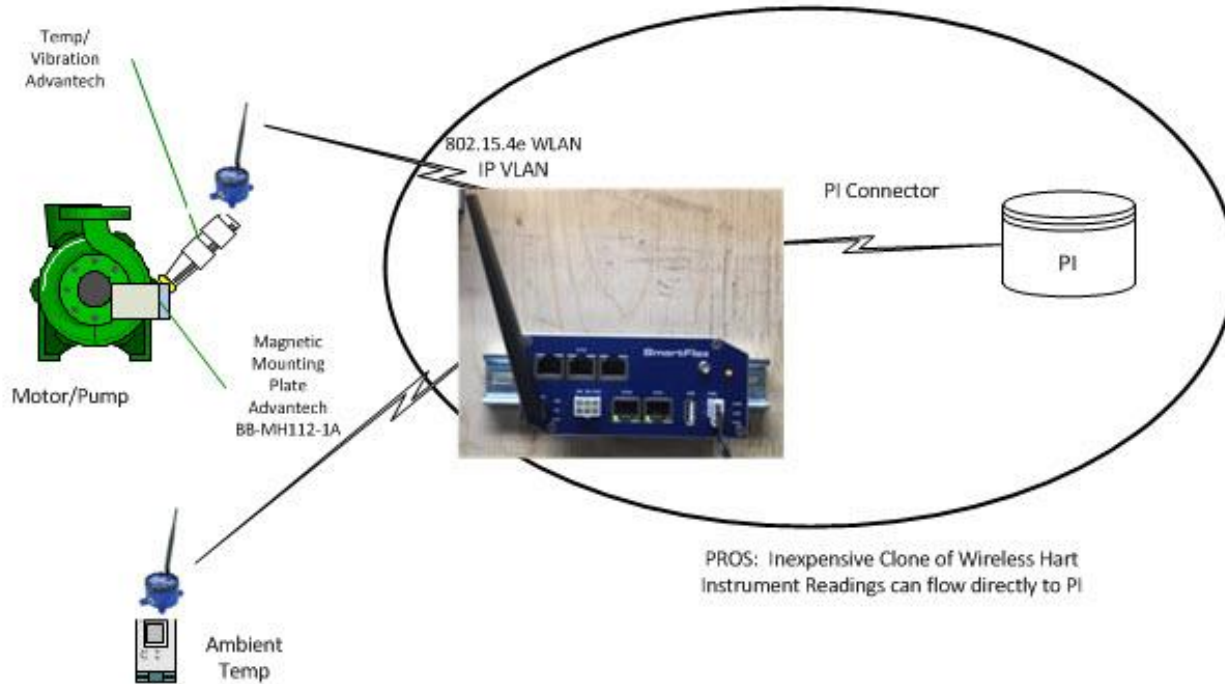 Temp/
Vibration
Advantech
802.15.4e WLAN
IP VLAN
PI Connector
PI
SmartFlex
Magnetic
Mounting
Plate
Advantech
BB-MH112-1A
Motor/Pump
PROS: Inexpensive Clone of Wireless Hart
Instrument Readings can flow directly to PI
Ambient
Temp